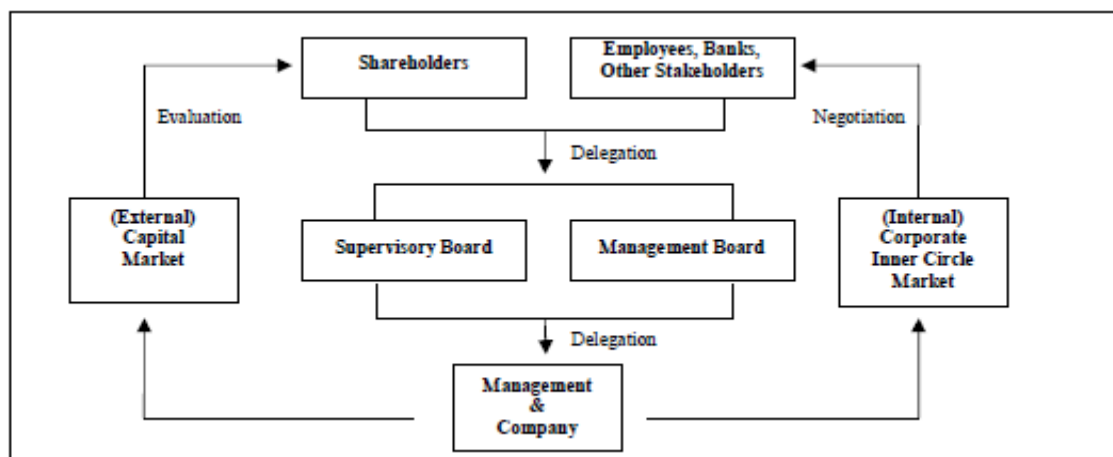 Shareholders
Employees, Banks,
Other Stakeholders
Evaluation
Negotiation
Delegation
(External)
Capital
Market
Supervisory Board
Management Board
(Internal)
Corporate
Inner Circle
Market
Delegation
Management
&
Company